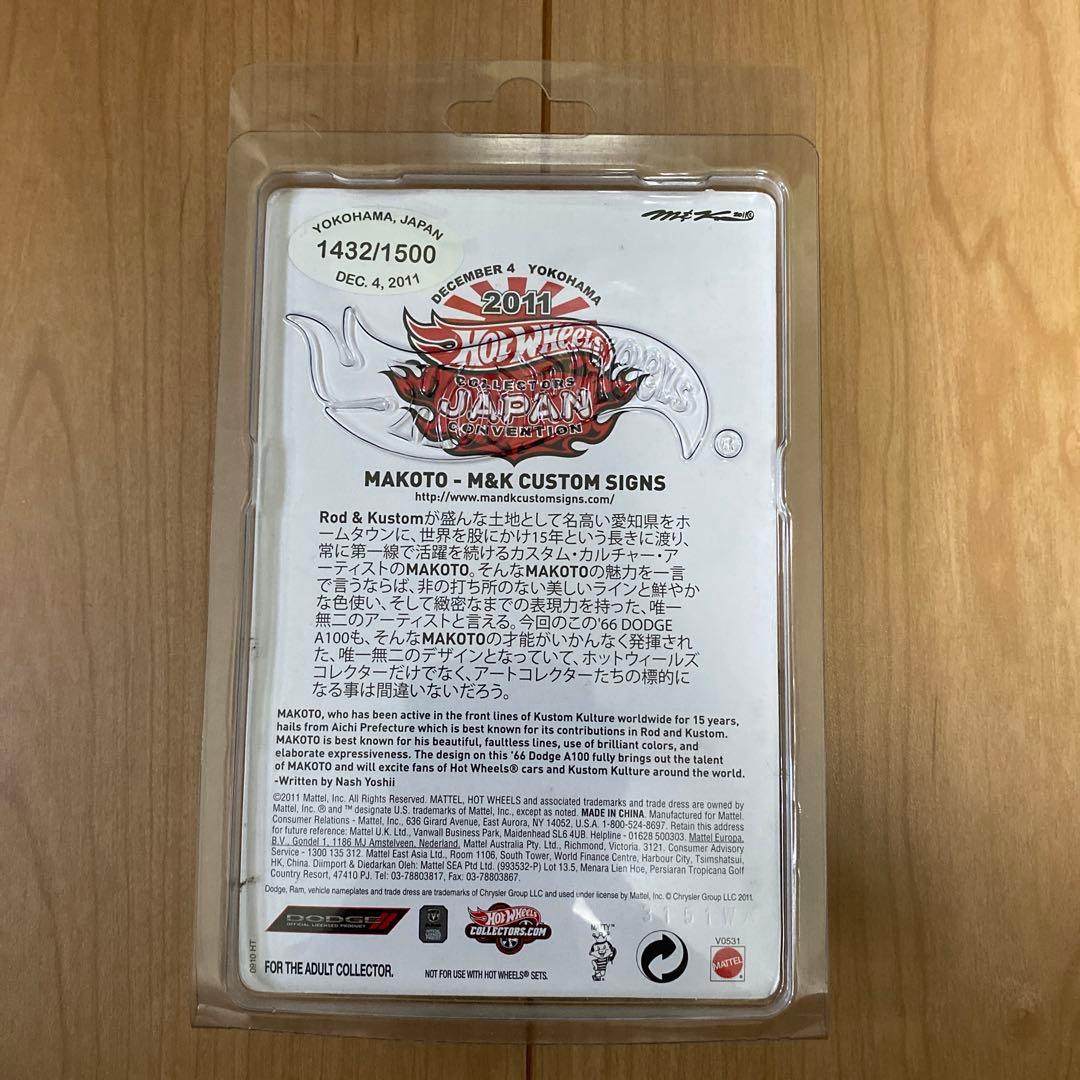 YOKOHAMA, JAPAN
1432/1500
DEC. 4, 2011
M&K
DECEMBER 4 YOKOHAMA
2011
HOT WHEELS
COLLECTORS
JAPAN
CONVENTION
®
MAKOTO - M&K CUSTOM SIGNS
http://www.mandkcustomsigns.com/
Rod & Kustomが盛んな土地として名高い愛知県をホ
ームタウンに、世界を股にかけ15年という長きに渡り、
常に第一線で活躍を続けるカスタム・カルチャー・ア
ーティストのMAKOTO。そんなMAKOTOの魅力を一言
で言うならば、非の打ち所のない美しいラインと鮮やか
な色使い、そして緻密なまでの表現力を持った、唯一
無二のアーティストと言える。今回のこの'66 DODGE
A100も、そんなMAKOTOの才能がいかんなく発揮され
た、唯一無二のデザインとなっていて、ホットウィールズ
コレクターだけでなく、アートコレクターたちの標的に
なる事は間違いないだろう。
MAKOTO, who has been active in the front lines of Kustom Kulture worldwide for 15 years,
hails from Aichi Prefecture which is best known for its contributions in Rod and Kustom.
MAKOTO is best known for his beautiful, faultless lines, use of brilliant colors, and
elaborate expressiveness. The design on this '66 Dodge A100 fully brings out the talent
of MAKOTO and will excite fans of Hot Wheels® cars and Kustom Kulture around the world.
-Written by Nash Yoshii
©2011 Mattel, Inc. All Rights Reserved. MATTEL, HOT WHEELS and associated trademarks and trade dress are owned by
Mattel, Inc. ® and ™ designate U.S. trademarks of Mattel, Inc., except as noted. MADE IN CHINA. Manufactured for Mattel.
Consumer Relations - Mattel, Inc., 636 Girard Avenue, East Aurora, NY 14052, U.S.A. 1-800-524-8697. Retain this address
for future reference: Mattel U.K. Ltd., Vanwall Business Park, Maidenhead SL6 4UB. Helpline - 01628 500303. Mattel Europa,
B.V., Gondel 1, 1186 MJ Amstelveen, Nederland. Mattel Australia Pty. Ltd., Richmond, Victoria. 3121. Consumer Advisory
Service - 1300 135 312. Mattel East Asia Ltd., Room 1106, South Tower, World Finance Centre, Harbour City, Tsimshatsui,
HK, China. Diimport & Diedarkan Oleh: Mattel SEA Ptd Ltd. (993532-P) Lot 13.5, Menara Lien Hoe, Persiaran Tropicana Golf
Country Resort, 47410 PJ. Tel: 03-78803817, Fax: 03-78803867.
Dodge, Ram, vehicle nameplates and trade dress are trademarks of Chrysler Group LLC and used under license by Mattel, Inc. © Chrysler Group LLC 2011.
DODGE
OFFICIAL LICENSED PRODUCT
HOT WHEELS
COLLECTORS.COM
MATTY™
V0531
MATTEL
0910 HT
FOR THE ADULT COLLECTOR.
NOT FOR USE WITH HOT WHEELS® SETS.